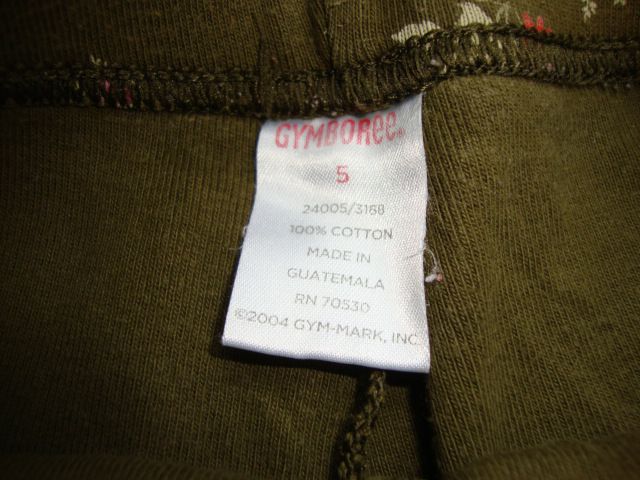 GYMBORee®
5
24005/3168
100% COTTON
MADE IN
GUATEMALA
RN 70530
©2004 GYM-MARK, INC.